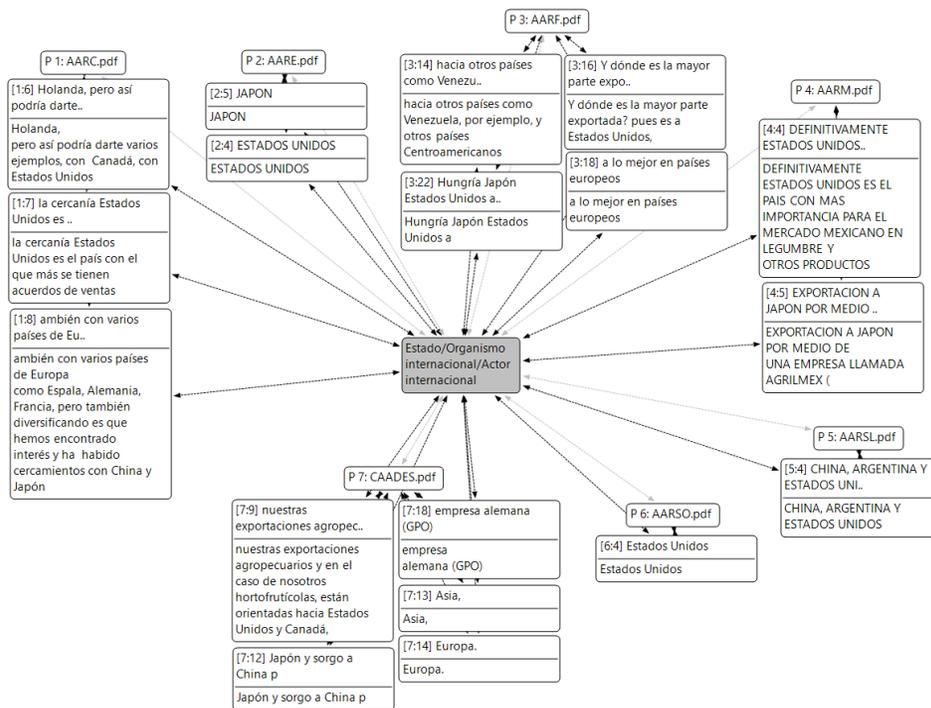 P 3: AARF.pdf
P 1: AARC.pdf
[1:6] Holanda, pero así
podría darte..
Holanda,
pero así podría darte varios
ejemplos, con  Canadá, con
Estados Unidos
[1:7] la cercanía Estados
Unidos es ..
la cercanía Estados
Unidos es el país con el
que más se tienen
acuerdos de ventas
[1:8] ambién con varios
países de Eu..
ambién con varios países
de Europa
como Espala, Alemania,
Francia, pero también
diversificando es que
hemos encontrado
interés y ha  habido
cercamientos con China y
Japón
P 2: AARE.pdf
[2:5] JAPON
JAPON
[2:4] ESTADOS UNIDOS
ESTADOS UNIDOS
[3:14] hacia otros países
como Venezu..
hacia otros países como
Venezuela, por ejemplo, y
otros  países
Centroamericanos
[3:22] Hungría Japón
Estados Unidos a..
Hungría Japón Estados
Unidos a
[3:16] Y dónde es la mayor
parte expo..
Y dónde es la mayor parte
exportada? pues es a
Estados Unidos,
[3:18] a lo mejor en países
europeos
a lo mejor en países
europeos
P 4: AARM.pdf
[4:4] DEFINITIVAMENTE
ESTADOS UNIDOS..
DEFINITIVAMENTE
ESTADOS UNIDOS ES EL
PAIS CON MAS
IMPORTANCIA PARA EL
MERCADO MEXICANO EN
LEGUMBRE  Y
OTROS PRODUCTOS
[4:5] EXPORTACION A
JAPON POR MEDIO ..
EXPORTACION A JAPON
POR MEDIO DE
UNA EMPRESA LLAMADA
AGRILMEX (
Estado/Organismo
internacional/Actor
internacional
P 7: CAADES.pdf
[7:9] nuestras
exportaciones agropec..
nuestras exportaciones
agropecuarios y en el
caso de nosotros
hortofrutícolas, están
orientadas hacia Estados
Unidos y Canadá,
[7:12] Japón y sorgo a
China p
Japón y sorgo a China p
[7:18] empresa alemana
(GPO)
empresa
alemana (GPO)
[7:13] Asia,
Asia,
[7:14] Europa.
Europa.
P 6: AARSO.pdf
[6:4] Estados Unidos
Estados Unidos
P 5: AARSL.pdf
[5:4] CHINA, ARGENTINA Y
ESTADOS UNI..
CHINA, ARGENTINA Y
ESTADOS UNIDOS